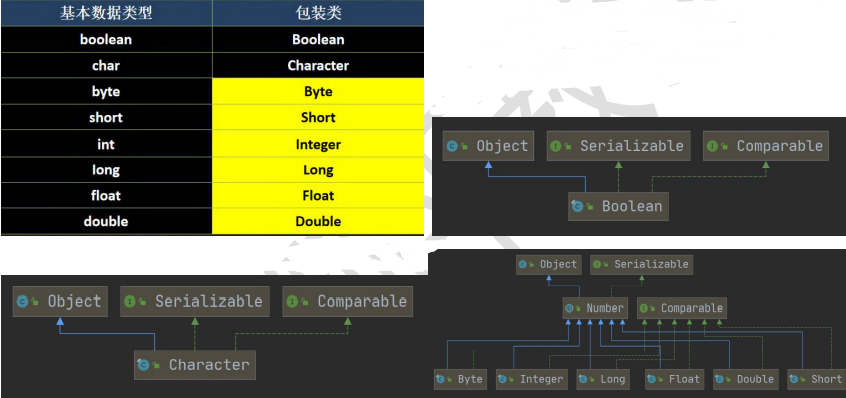 基本数据类型 包装类
boolean Boolean
char Character
byte Byte
short Short
int Integer
long Long
float Float
double Double
Object Serializable Comparable
Boolean
Object Serializable Comparable
Character
Object Serializable
Number Comparable
Byte Integer Long Float Double Short